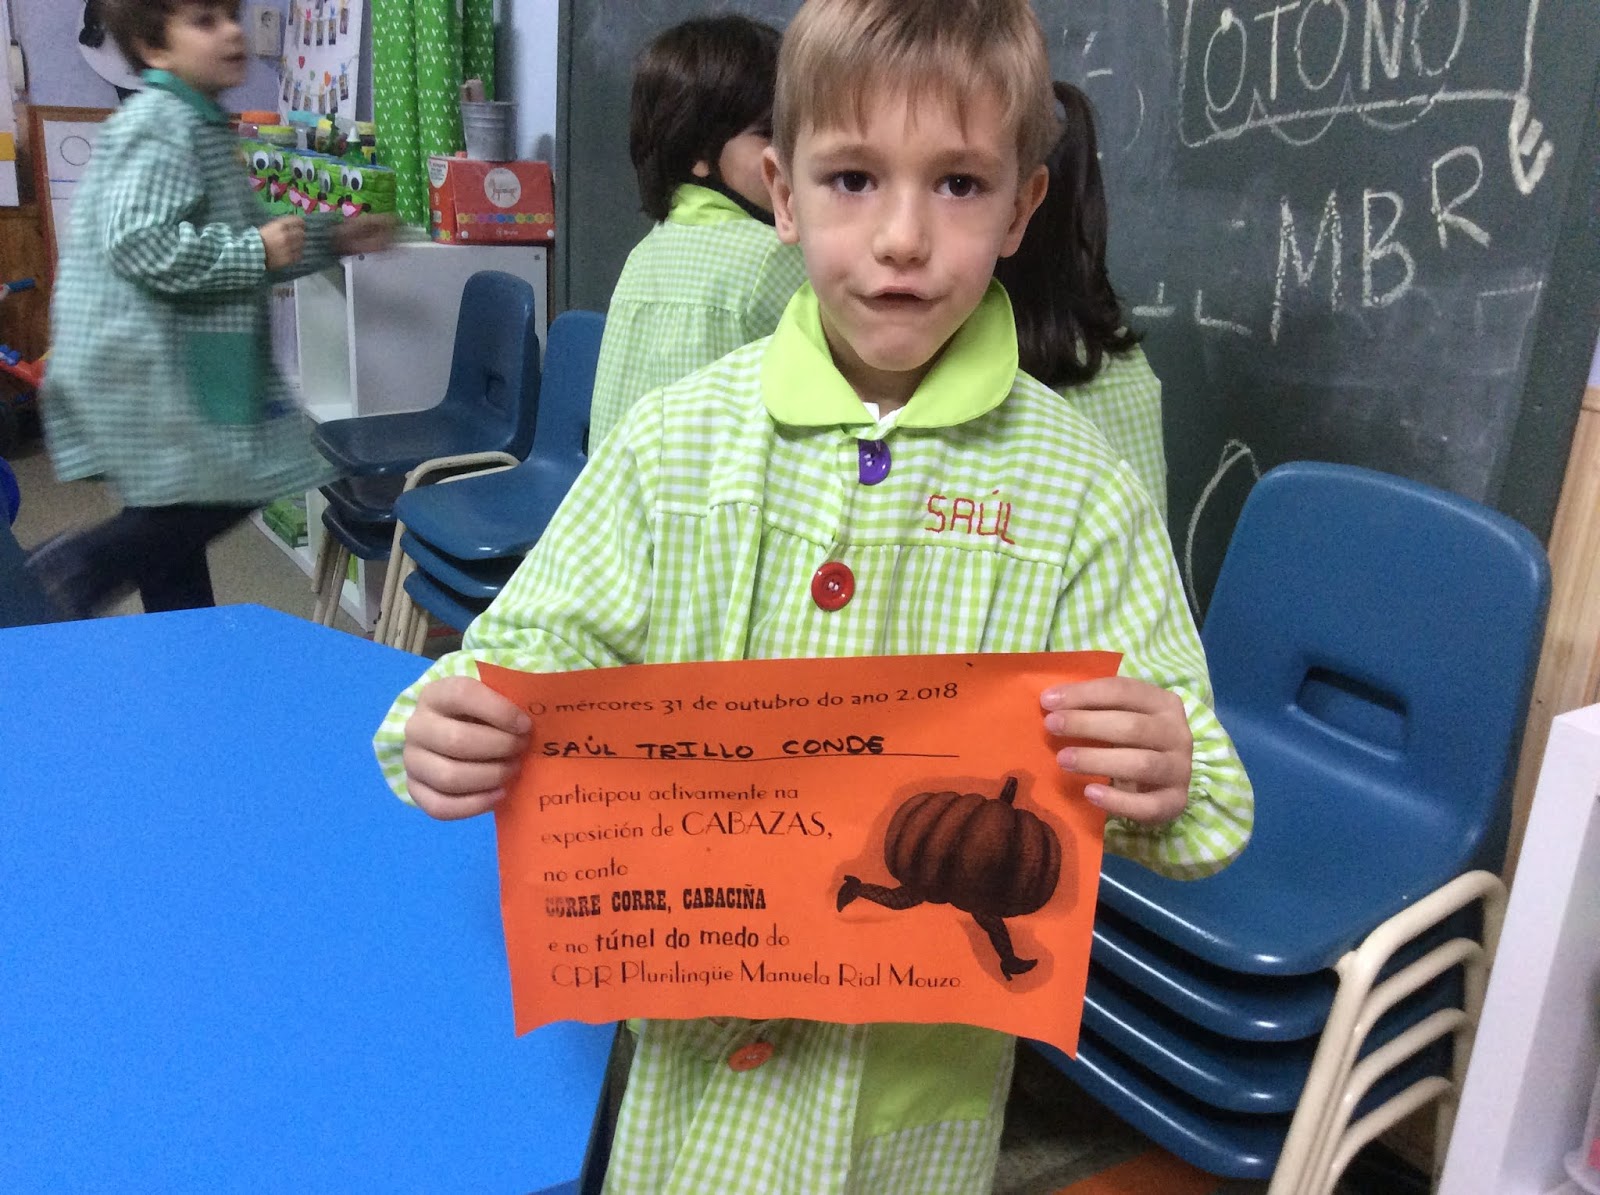 OTOÑO
MBR
SAÚL
O mércores 31 de outubro do ano 2.018
SAÚL TRILLO CONDE
participou activamente na
exposición de CABAZAS,
no conto
CORRE CORRE, CABACIÑA
e no túnel do medo do
CPR Plurilingüe Manuela Rial Mouzo